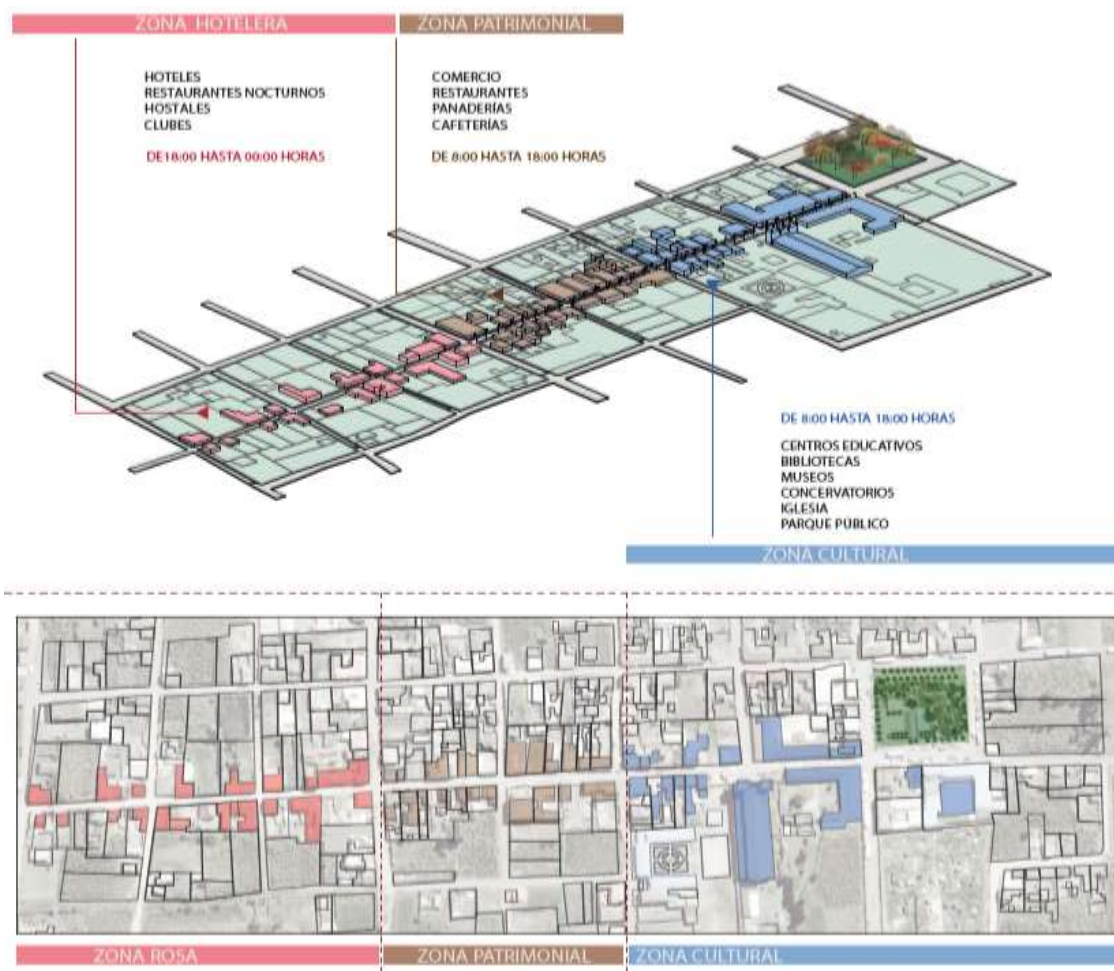 ZONA HOTELERA
ZONA PATRIMONIAL
HOTELES
RESTAURANTES NOCTURNOS
HOSTALES
CLUBES
DE18:00 HASTA 00:00 HORAS
COMERCIO
RESTAURANTES
PANADERÍAS
CAFETERÍAS
DE 8:00 HASTA 18:00 HORAS
DE 8:00 HASTA 18:00 HORAS
CENTROS EDUCATIVOS
BIBLIOTECAS
MUSEOS
CONCERVATORIOS
IGLESIA
PARQUE PÚBLICO
ZONA CULTURAL
ZONA ROSA
ZONA PATRIMONIAL
ZONA CULTURAL